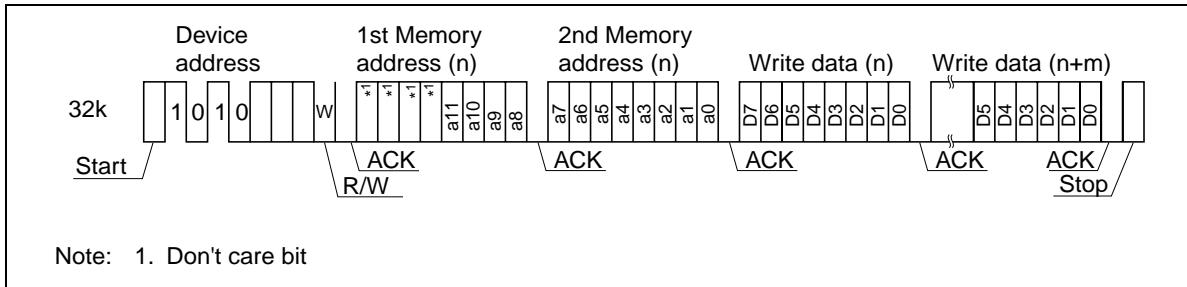 Device address
1st Memory address (n)
2nd Memory address (n)
Write data (n)
Write data (n+m)
32k
1 0 1 0 W *1 *1 *1 *1 a11 a10 a9 a8 a7 a6 a5 a4 a3 a2 a1 a0 D7 D6 D5 D4 D3 D2 D1 D0 D5 D4 D3 D2 D1 D0
Start ACK ACK ACK ACK ACK
R/W Stop
Note: 1. Don't care bit